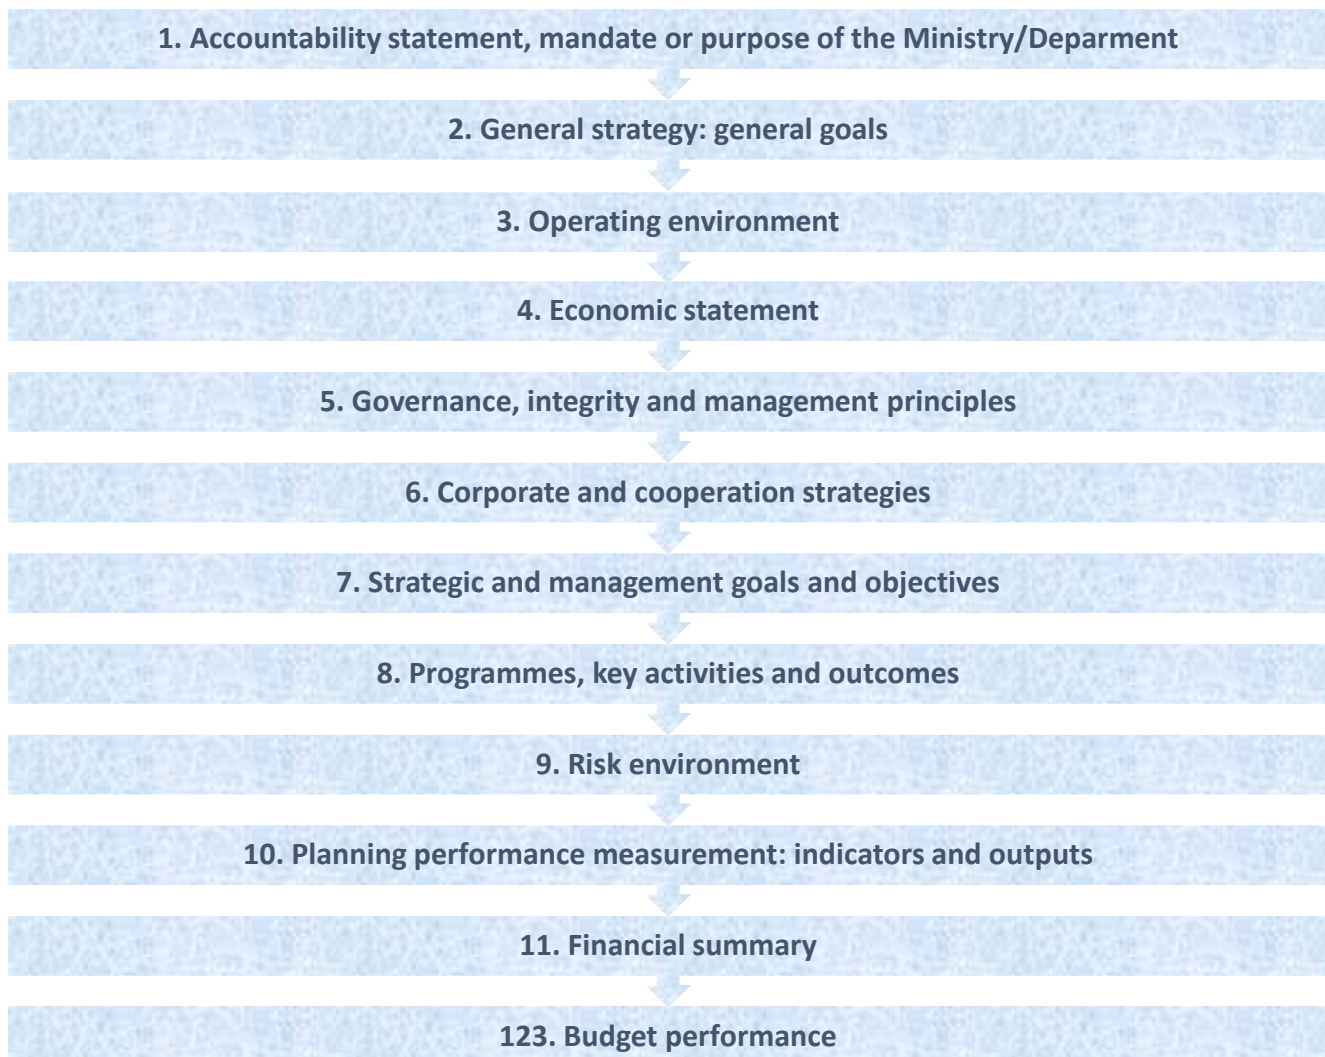 1. Accountability statement, mandate or purpose of the Ministry/Deparment
2. General strategy: general goals
3. Operating environment
4. Economic statement
5. Governance, integrity and management principles
6. Corporate and cooperation strategies
7. Strategic and management goals and objectives
8. Programmes, key activities and outcomes
9. Risk environment
10. Planning performance measurement: indicators and outputs
11. Financial summary
123. Budget performance